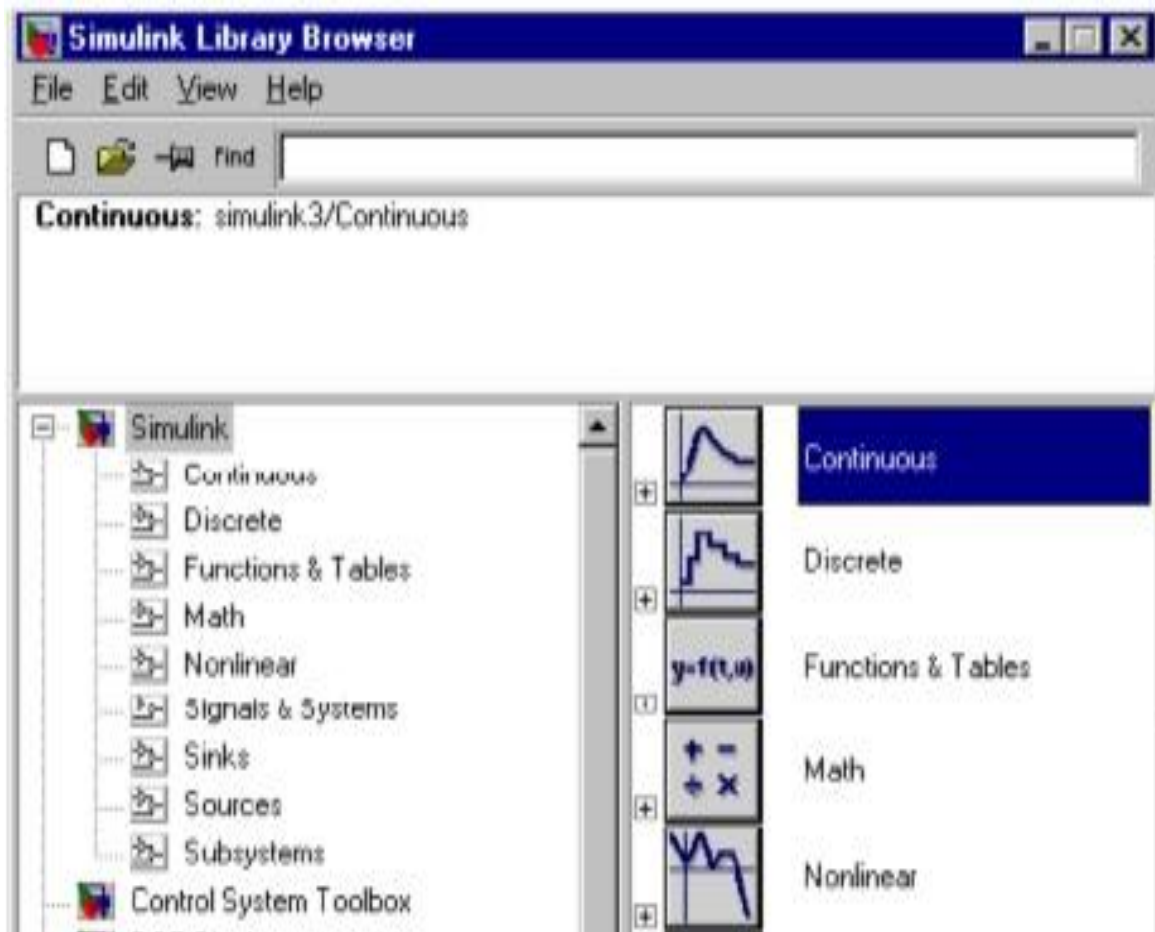 Simulink Library Browser
File Edit View Help
Find
Continuous: simulink3/Continuous
Simulink
Continuous
Discrete
Functions & Tables
Math
Nonlinear
Signals & Systems
Sinks
Sources
Subsystems
Control System Toolbox
Continuous
Discrete
y=f(t,u)
Functions & Tables
+ -
÷ ×
Math
Nonlinear